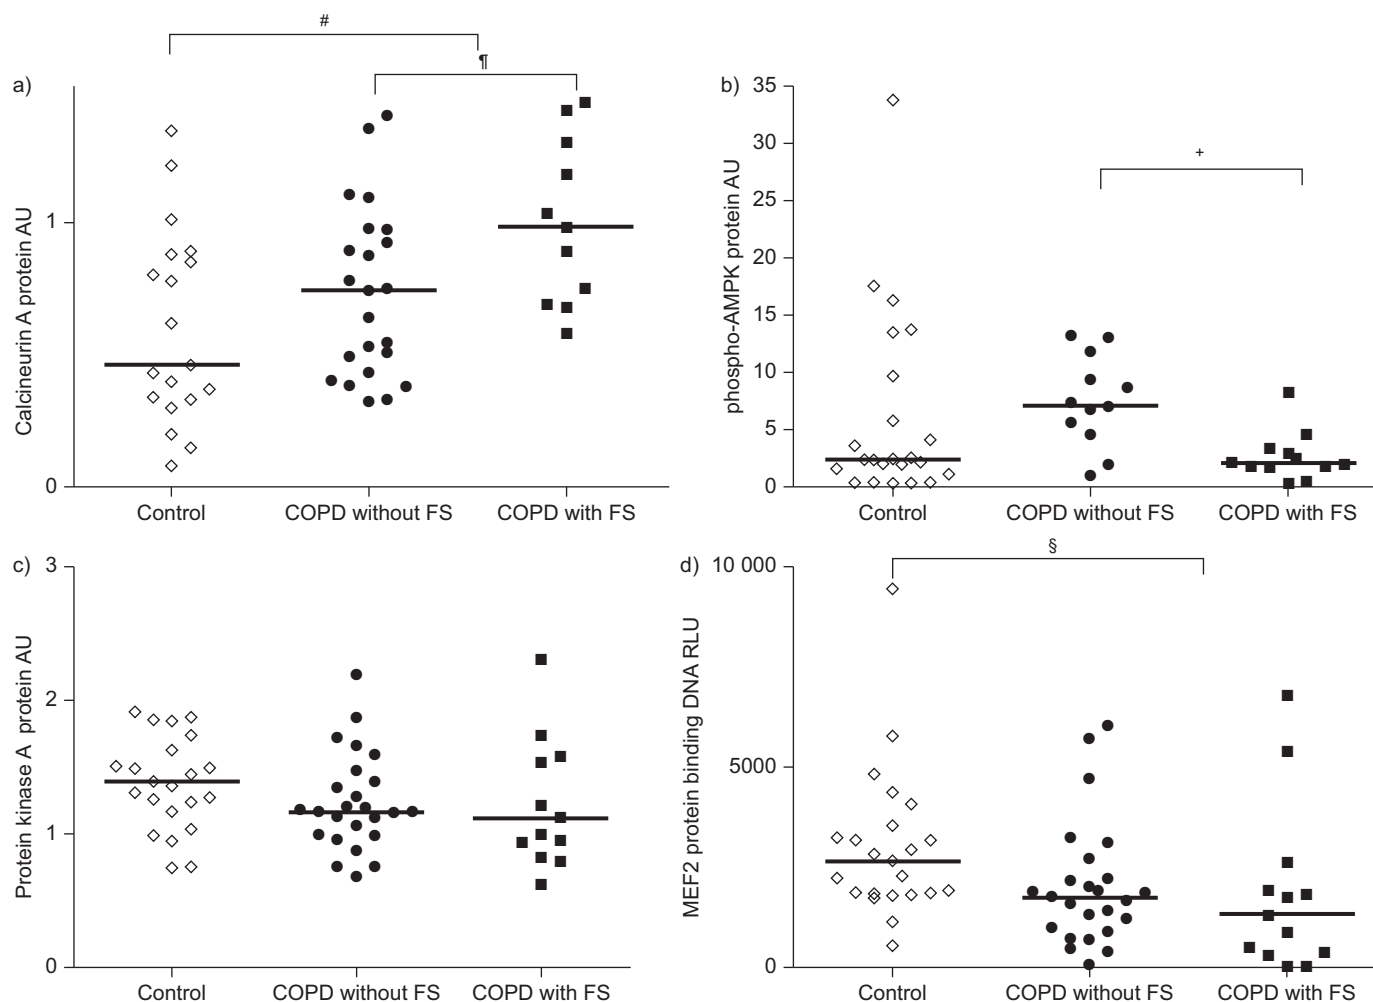 #
¶
a)
Calcineurin A protein AU
1
0
Control
COPD without FS
COPD with FS
b)
phospho-AMPK protein AU
35
30
25
20
15
10
5
0
+
Control
COPD without FS
COPD with FS
c)
Protein kinase A protein AU
3
2
1
0
Control
COPD without FS
COPD with FS
d)
MEF2 protein binding DNA RLU
10 000
5000
0
§
Control
COPD without FS
COPD with FS